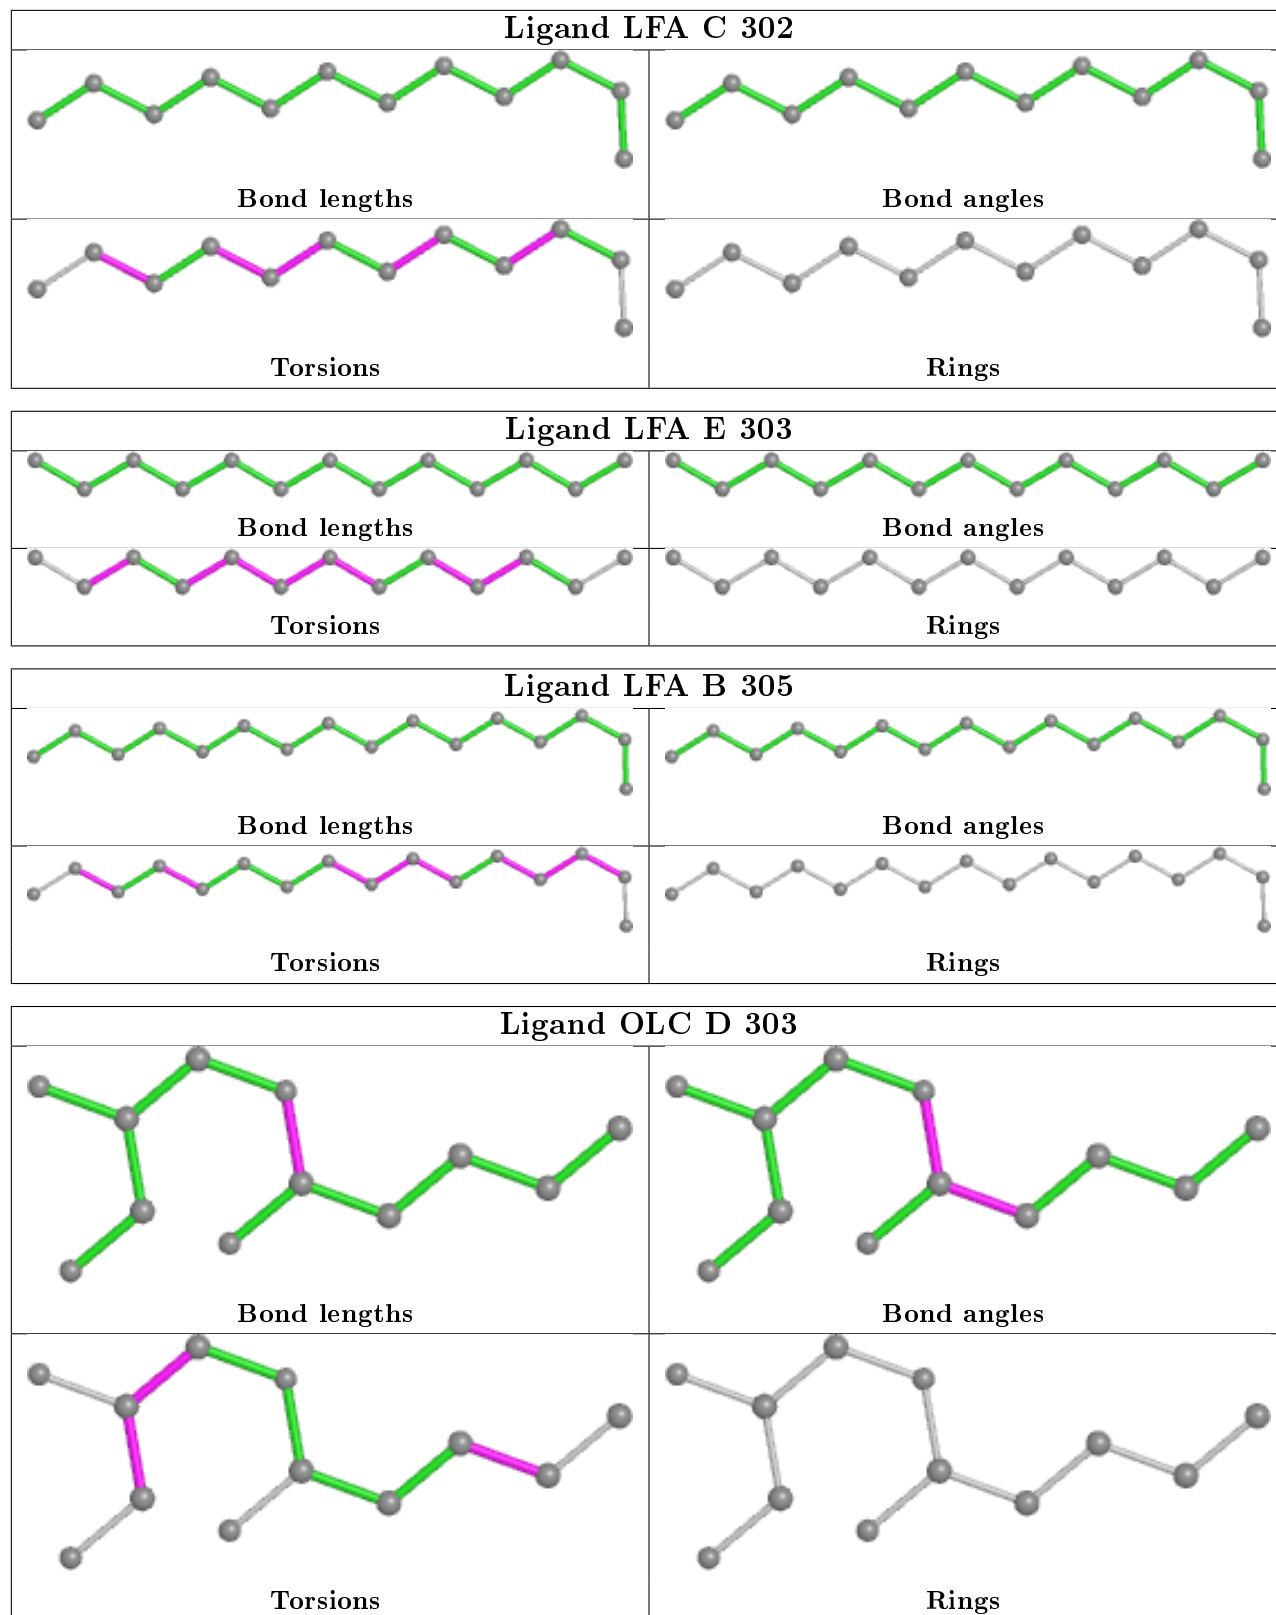 Ligand LFA C 302
Bond lengths
Bond angles
Torsions
Rings
Ligand LFA E 303
Bond lengths
Bond angles
Torsions
Rings
Ligand LFA B 305
Bond lengths
Bond angles
Torsions
Rings
Ligand OLC D 303
Bond lengths
Bond angles
Torsions
Rings